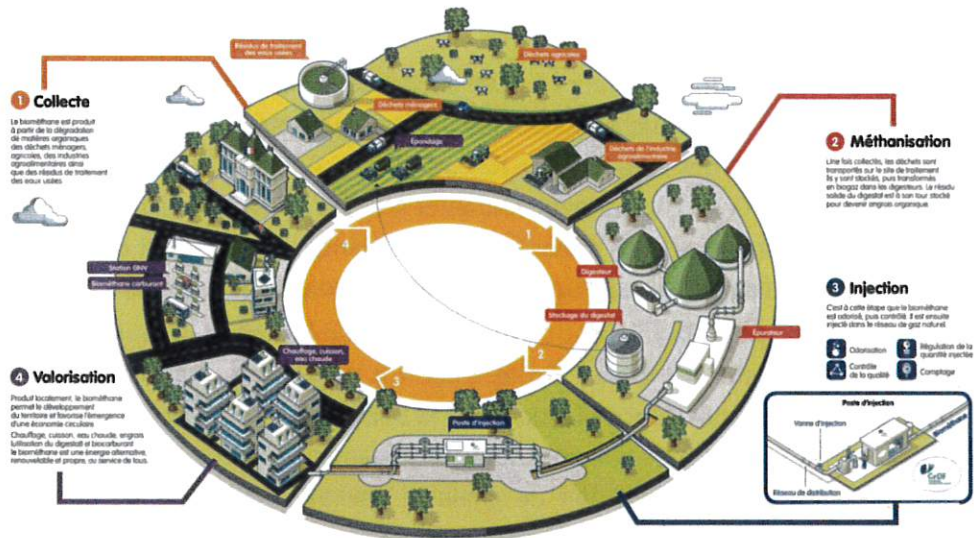 1 Collecte
Le biométhane est produit
à partir de la dégradation
de matières organiques
des déchets ménagers,
agricoles, des industries
agroalimentaires ainsi
que des résidus de traitement
des eaux usées
Résidus de traitement
des eaux usées
Déchets agricoles
Déchets ménagers
Épandage
Déchets de l'industrie
agroalimentaire
2 Méthanisation
Une fois collectés, les déchets sont
transportés sur le site de traitement
Ils y sont stockés, puis transformés
en biogaz dans les digesteurs. Le résidu
solide du digestat est à son tour stocké
pour devenir engrais organique
Digesteur
Stockage du digestat
Épurateur
3 Injection
C'est à cette étape que le biométhane
est odorisé, puis contrôlé. Il est ensuite
injecté dans le réseau de gaz naturel.
Odorisation
Régulation de la
quantité injectée
Contrôle
de la qualité
Comptage
Poste d'injection
Vanne d'injection
Biométhane
Réseau de distribution
GrDF
Poste d'injection
Station GNV
Biométhane carburant
Chauffage, cuisson,
eau chaude
4 Valorisation
Produit localement, le biométhane
permet le développement
du territoire et favorise l'émergence
d'une économie circulaire
Chauffage, cuisson, eau chaude, engrais
(utilisation du digestat) et biocarburant
le biométhane est une énergie alternative,
renouvelable et propre, au service de tous.
1
2
3
4